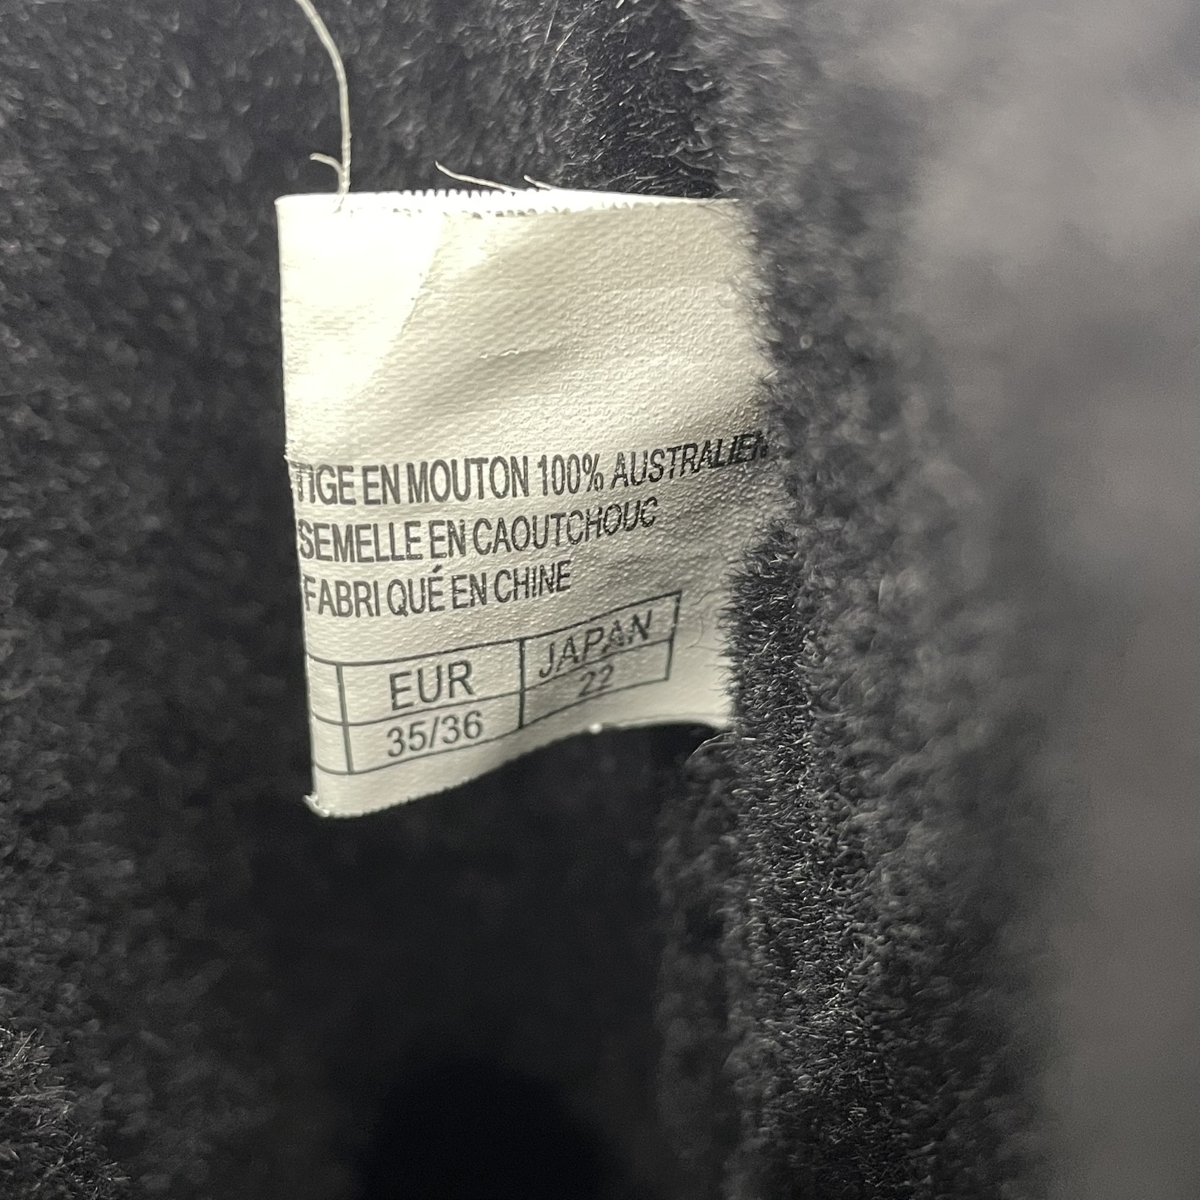 TIGE EN MOUTON 100% AUSTRALIEN
SEMELLE EN CAOUTCHOUC
FABRI QUÉ EN CHINE
EUR JAPAN
35/36 22